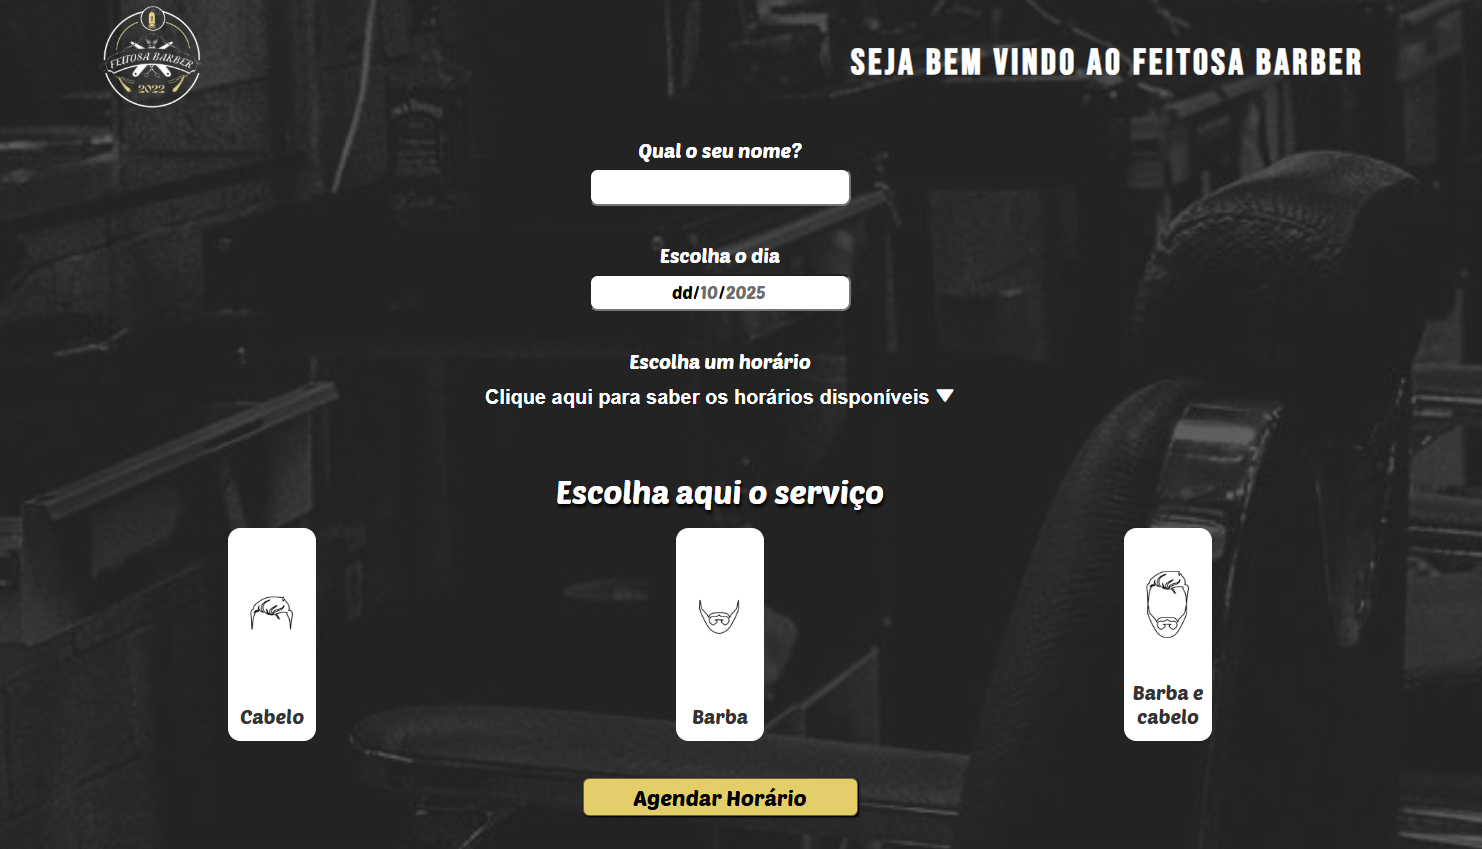 FEITOSA BARBER
2022
SEJA BEM VINDO AO FEITOSA BARBER
Qual o seu nome?
Escolha o dia
dd/10/2025
Escolha um horário
Clique aqui para saber os horários disponíveis ▼
Escolha aqui o serviço
Cabelo
Barba
Barba e
cabelo
Agendar Horário